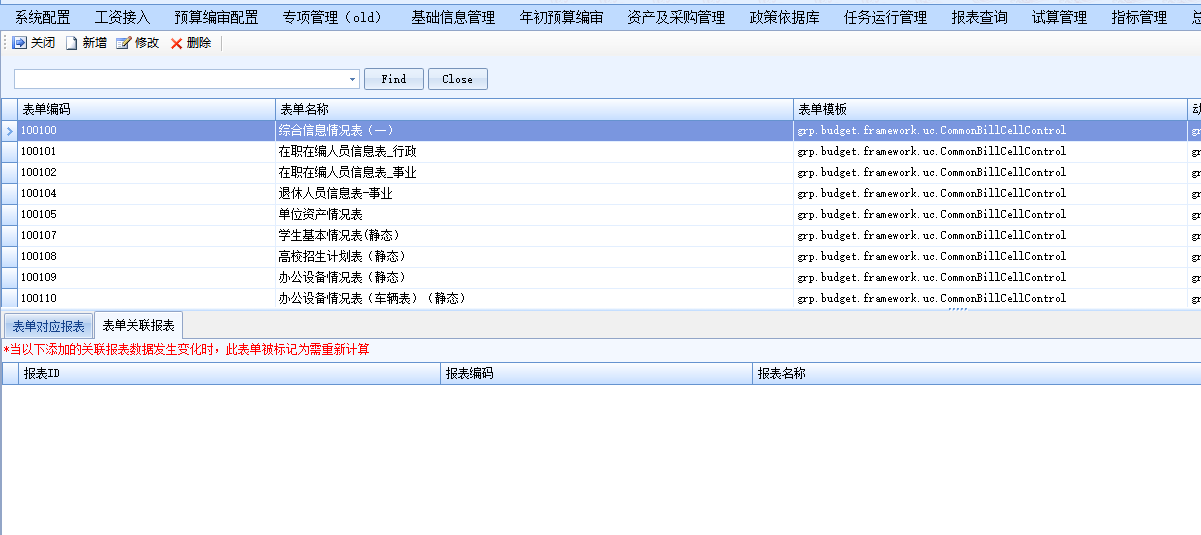 系统配置 工资接入 预算编审配置 专项管理（old） 基础信息管理 年初预算编审 资产及采购管理 政策依据库 任务运行管理 报表查询 试算管理 指标管理
关闭 新增 修改 删除
Find Close
表单编码 表单名称 表单模板
100100 综合信息情况表（一） grp.budget.framework.uc.CommonBillCellControl
100101 在职在编人员信息表_行政 grp.budget.framework.uc.CommonBillCellControl
100102 在职在编人员信息表_事业 grp.budget.framework.uc.CommonBillCellControl
100104 退休人员信息表-事业 grp.budget.framework.uc.CommonBillCellControl
100105 单位资产情况表 grp.budget.framework.uc.CommonBillCellControl
100107 学生基本情况表(静态） grp.budget.framework.uc.CommonBillCellControl
100108 高校招生计划表（静态） grp.budget.framework.uc.CommonBillCellControl
100109 办公设备情况表（静态） grp.budget.framework.uc.CommonBillCellControl
100110 办公设备情况表（车辆表）（静态） grp.budget.framework.uc.CommonBillCellControl
表单对应报表 表单关联报表
*当以下添加的关联报表数据发生变化时，此表单被标记为需重新计算
报表ID 报表编码 报表名称